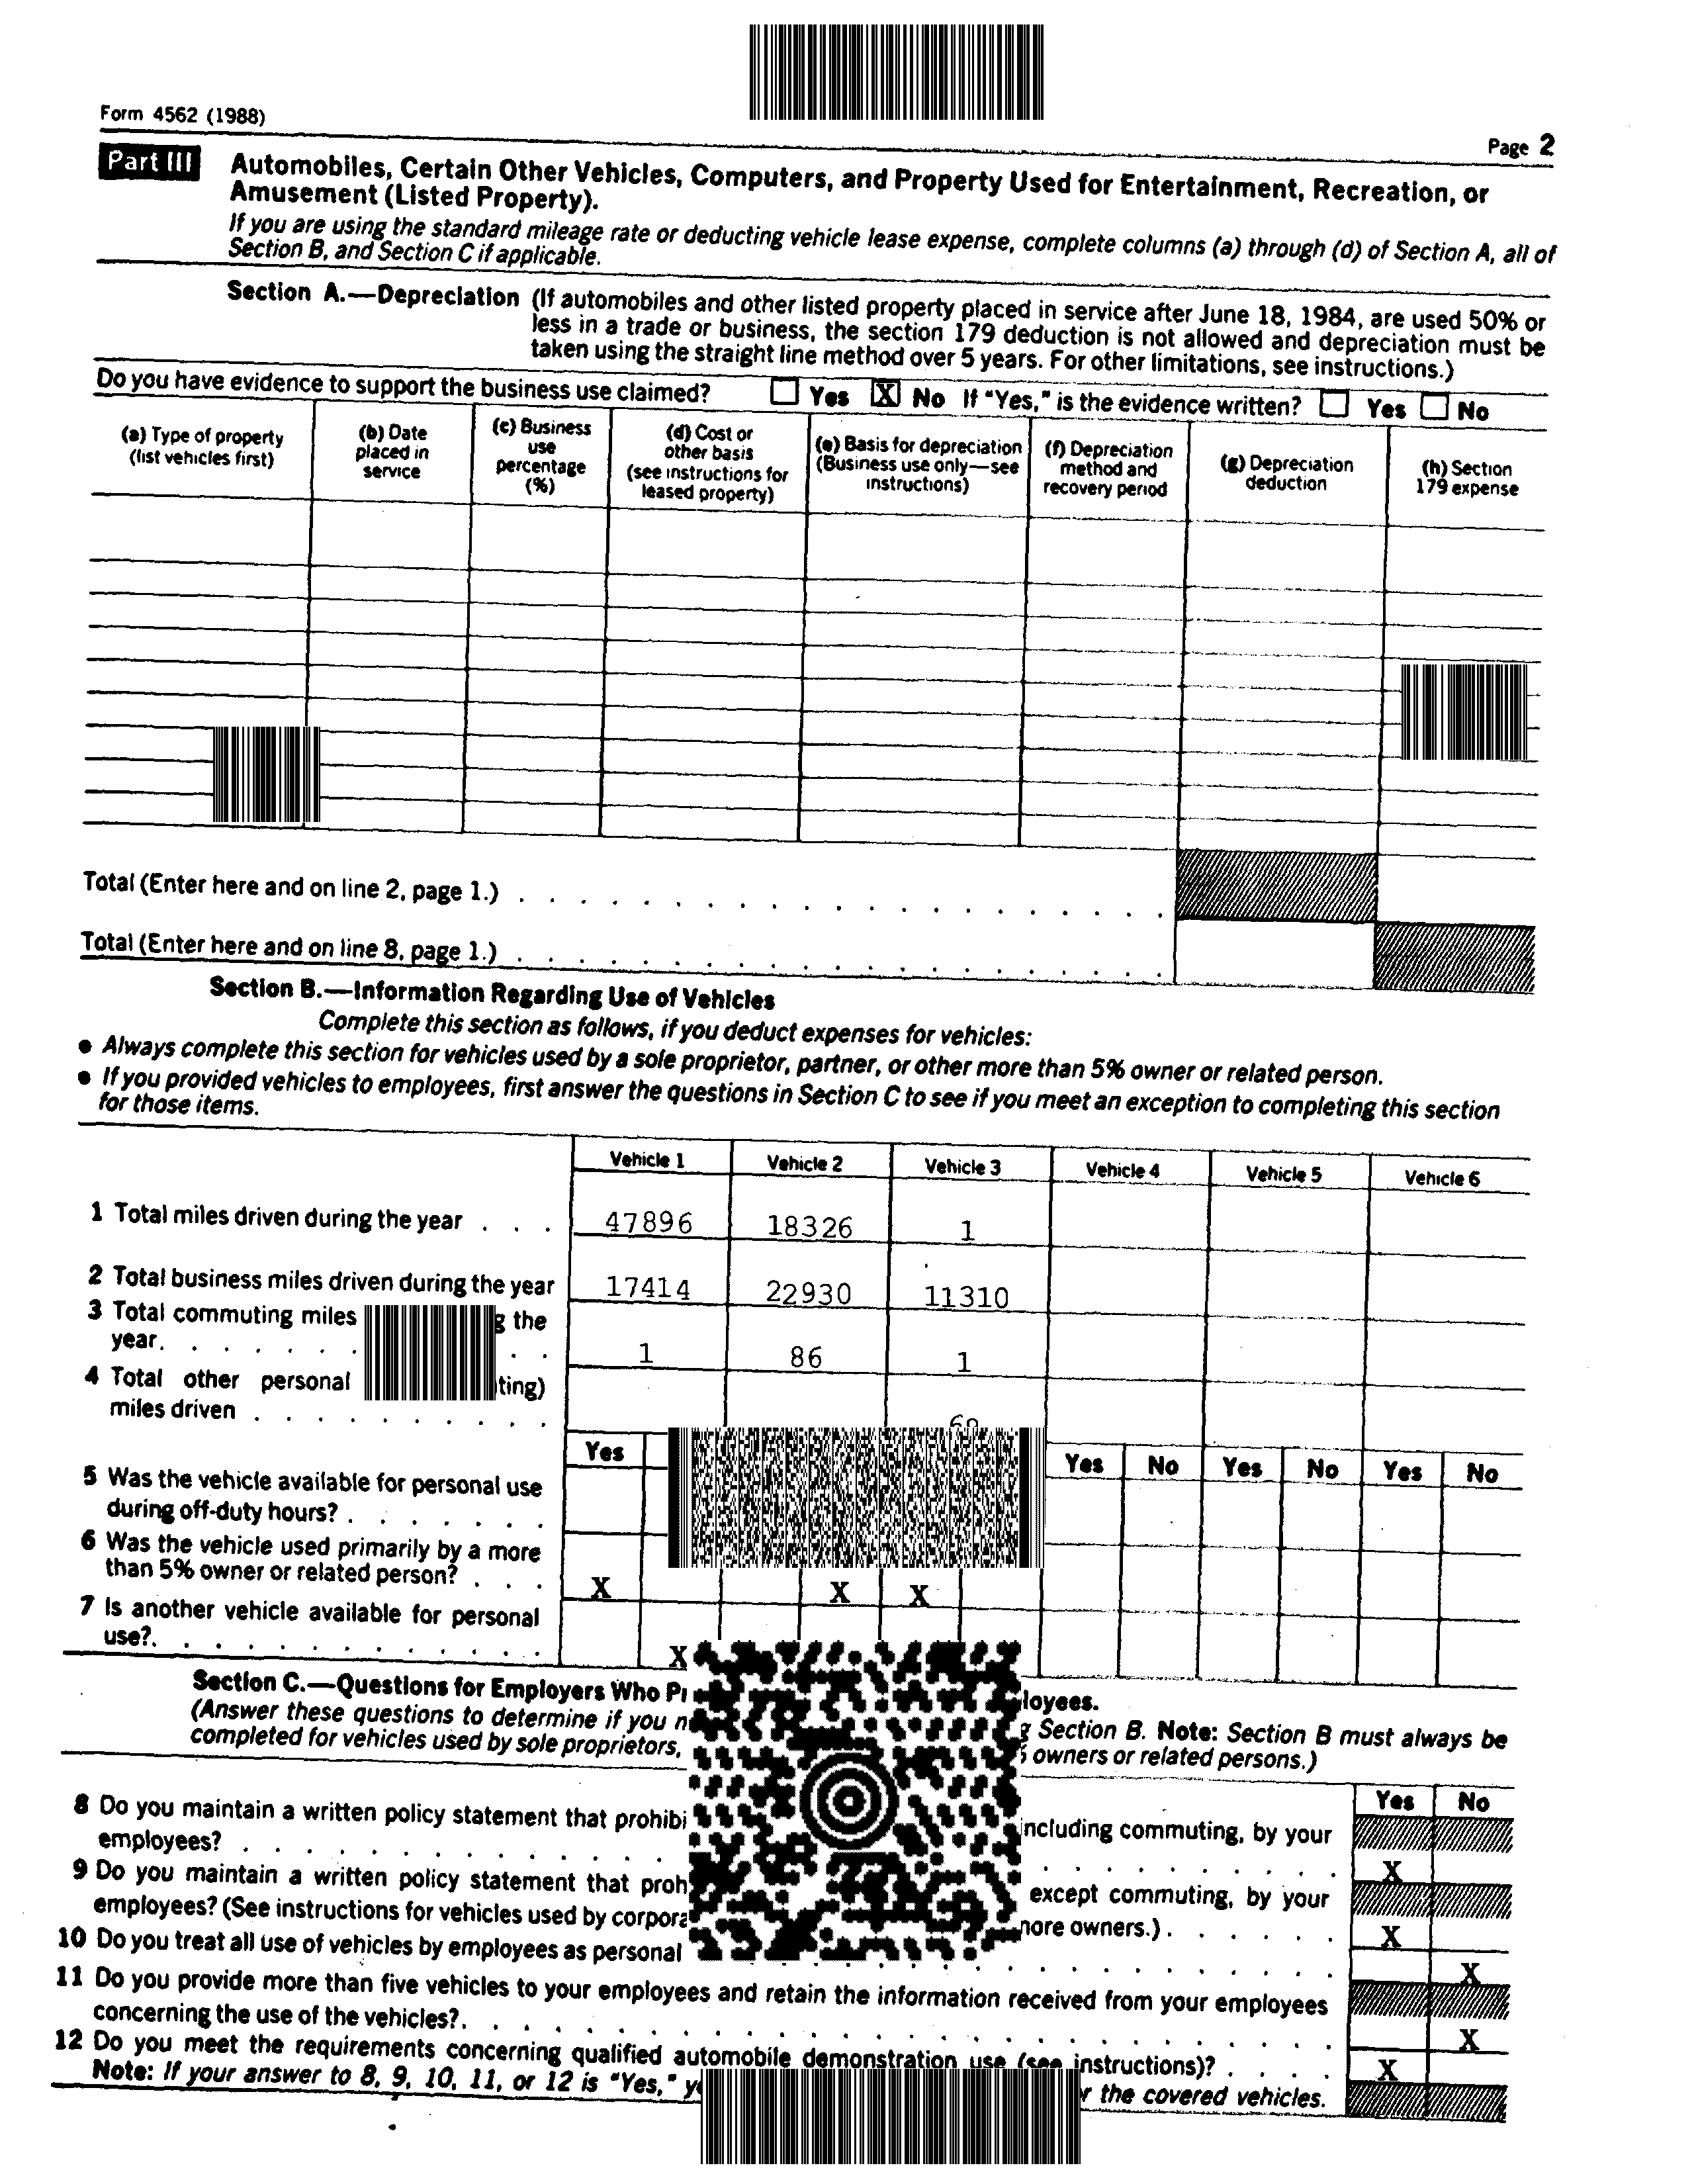 Form 4562 (1988)
Page 2
Part III Automobiles, Certain Other Vehicles, Computers, and Property Used for Entertainment, Recreation, or
Amusement (Listed Property).
If you are using the standard mileage rate or deducting vehicle lease expense, complete columns (a) through (d) of Section A, all of
Section B, and Section C if applicable.
Section A.—Depreciation (If automobiles and other listed property placed in service after June 18, 1984, are used 50% or
less in a trade or business, the section 179 deduction is not allowed and depreciation must be
taken using the straight line method over 5 years. For other limitations, see instructions.)
Do you have evidence to support the business use claimed? Yes X No If "Yes," is the evidence written? Yes No
(a) Type of property
(list vehicles first)
(b) Date
placed in
service
(c) Business
use
percentage
(%)
(d) Cost or
other basis
(see instructions for
leased property)
(e) Basis for depreciation
(Business use only—see
instructions)
(f) Depreciation
method and
recovery period
(g) Depreciation
deduction
(h) Section
179 expense
Total (Enter here and on line 2, page 1.) . . . . . . . . . . . . . . . . . . . . .
Total (Enter here and on line 8, page 1.) . . . . . . . . . . . . . . . . . . . . .
Section B.—Information Regarding Use of Vehicles
Complete this section as follows, if you deduct expenses for vehicles:
● Always complete this section for vehicles used by a sole proprietor, partner, or other more than 5% owner or related person.
● If you provided vehicles to employees, first answer the questions in Section C to see if you meet an exception to completing this section
for those items.
Vehicle 1 Vehicle 2 Vehicle 3 Vehicle 4 Vehicle 5 Vehicle 6
1 Total miles driven during the year . . . 47896 18326 1
2 Total business miles driven during the year 17414 22930 11310
3 Total commuting miles the
year. . . . . . . . . 1 86 1
4 Total other personal
miles driven . . . . . . . . . .
Yes Yes No Yes No Yes No
5 Was the vehicle available for personal use
during off-duty hours? . . . . . . .
6 Was the vehicle used primarily by a more
than 5% owner or related person? . . . X X X
7 Is another vehicle available for personal
use?. . . . . . . . . . . . . X
Section C.—Questions for Employers Who
(Answer these questions to determine if you Section B. Note: Section B must always be
completed for vehicles used by sole proprietors, owners or related persons.)
Yes No
8 Do you maintain a written policy statement that including commuting, by your
employees? . . . . . . . . . . . . . . . . . . . . . . . X
9 Do you maintain a written policy statement that except commuting, by your
employees? (See instructions for vehicles used by owners.) . . . . . . X
10 Do you treat all use of vehicles by employees as personal . . . . . . . . . . . . . X
11 Do you provide more than five vehicles to your employees and retain the information received from your employees
concerning the use of the vehicles?. . . . . . . . . . . . . . . . . . . . . . . . . . . X
12 Do you meet the requirements concerning qualified automobile demonstration use (see instructions)? . . . . X
Note: If your answer to 8, 9, 10, 11, or 12 is "Yes," the covered vehicles.